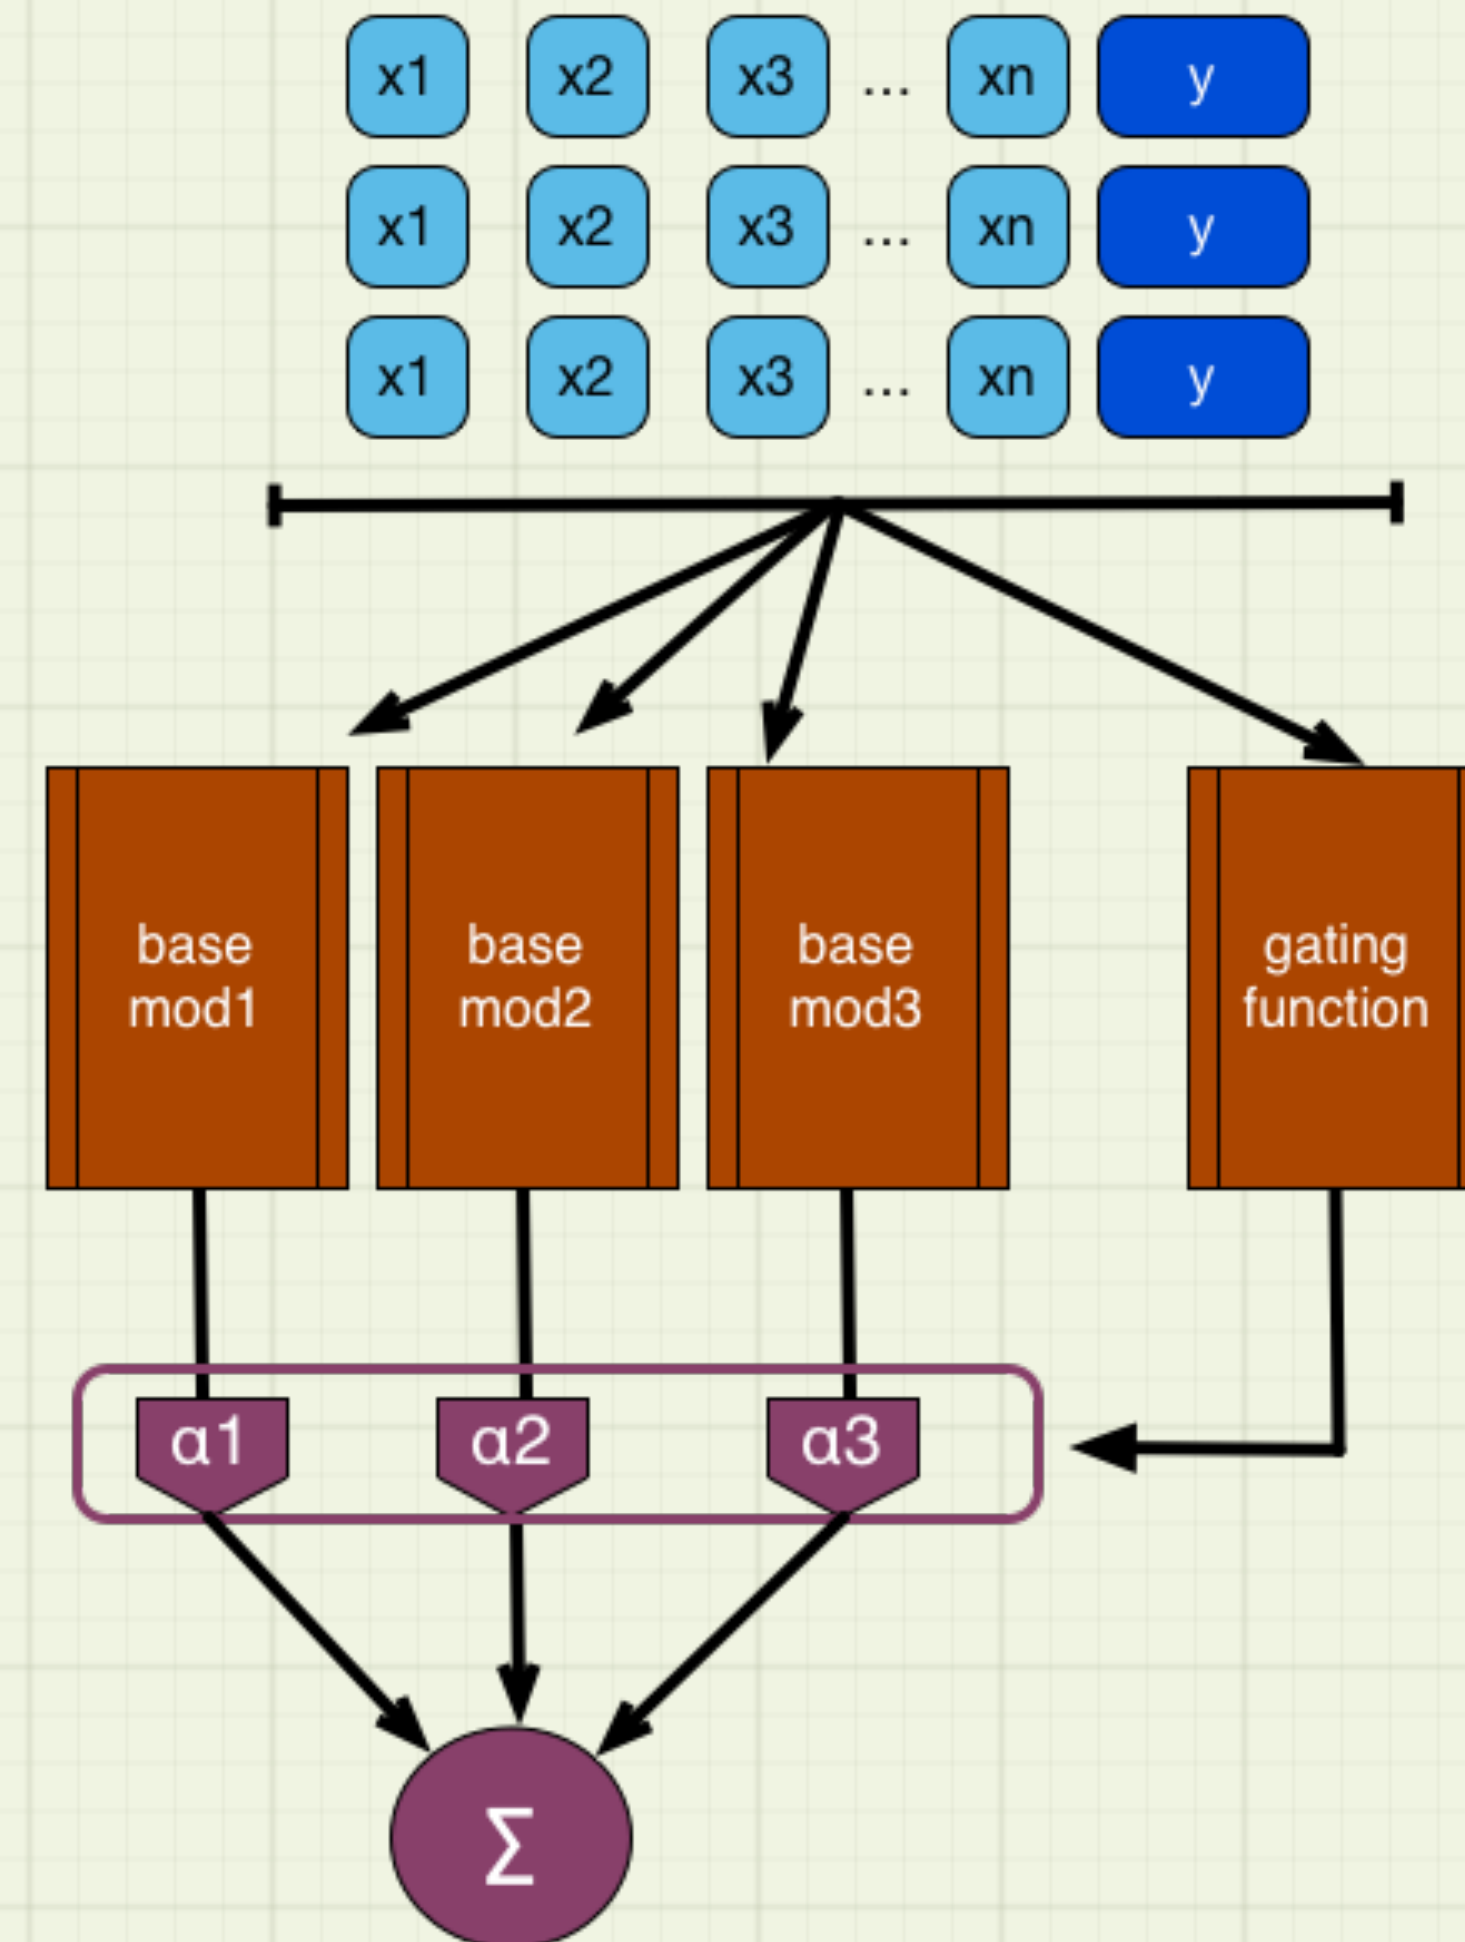 x1 x2 x3 ... xn y
x1 x2 x3 ... xn y
x1 x2 x3 ... xn y
base
mod1
base
mod2
base
mod3
gating
function
α1 α2 α3
Σ